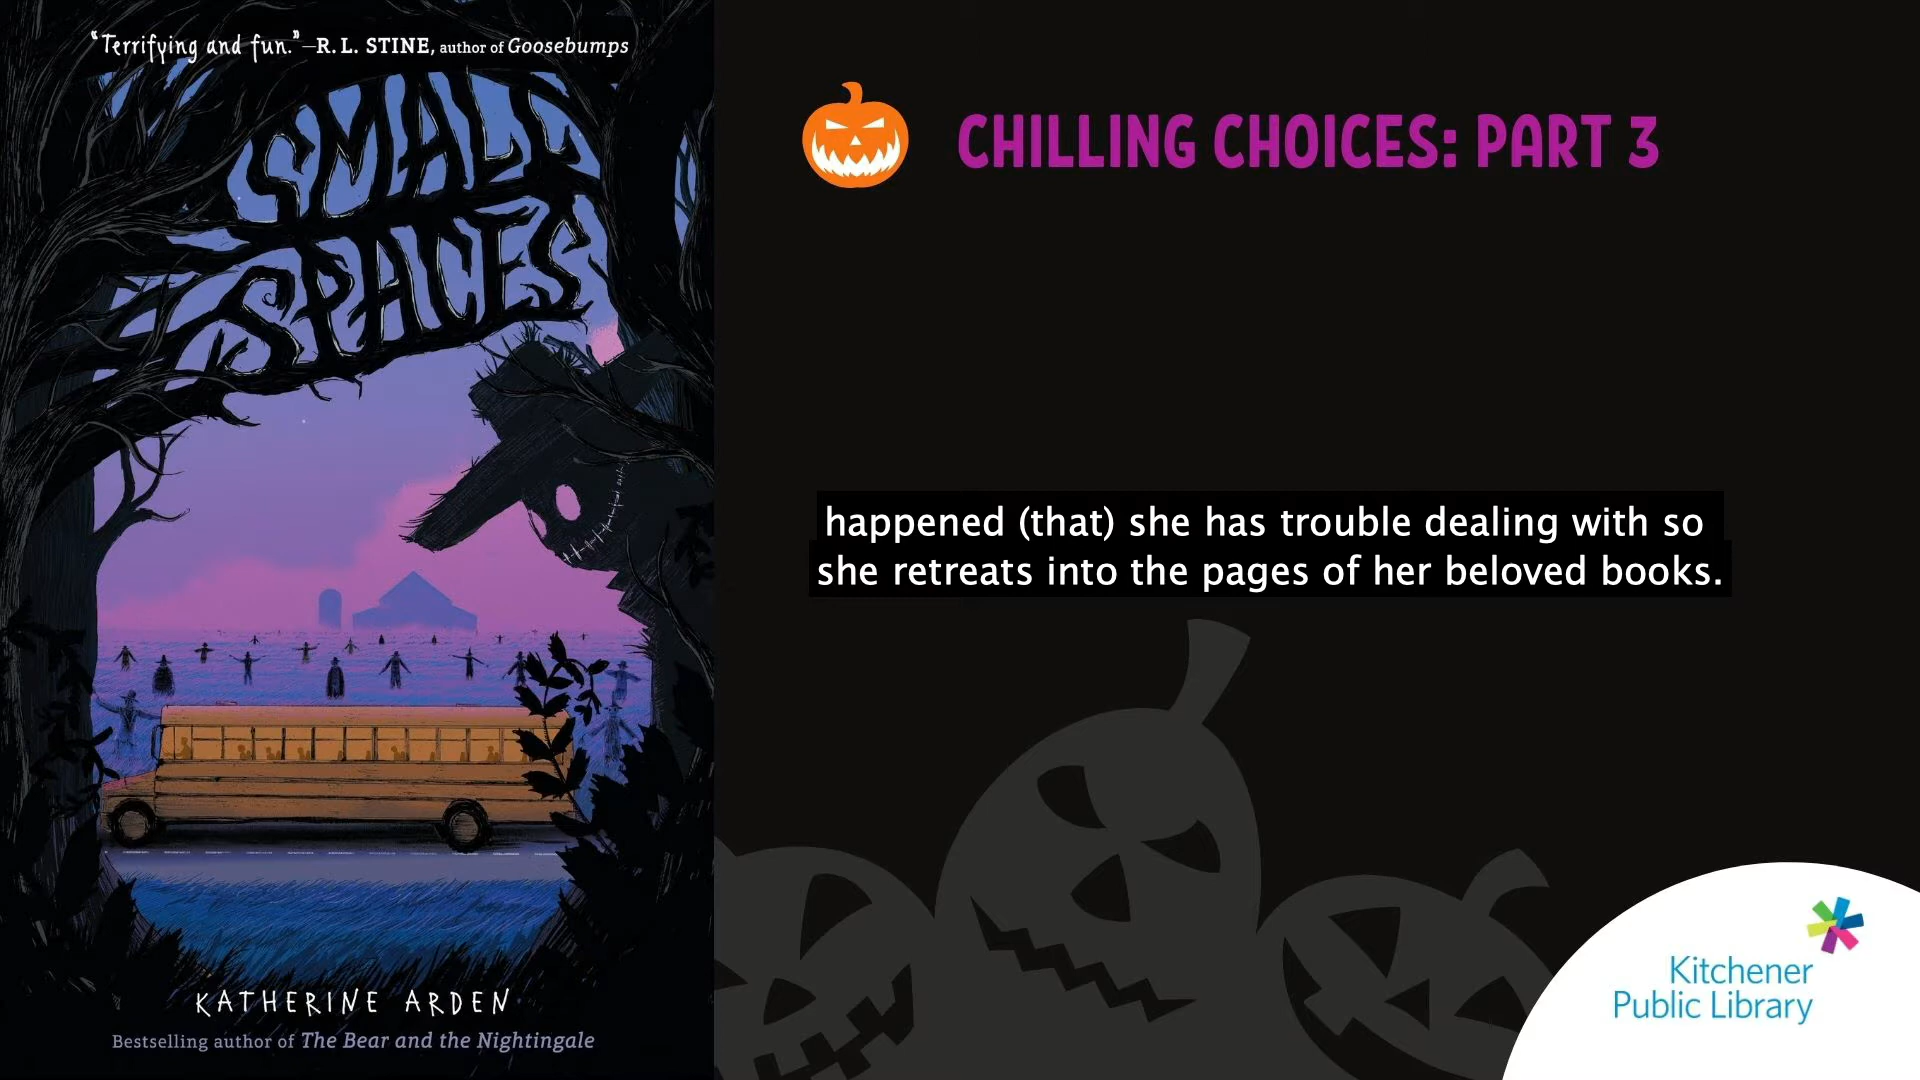 “Terrifying and fun.”—R. L. STINE, author of Goosebumps
SMALL
SPACES
KATHERINE ARDEN
Bestselling author of The Bear and the Nightingale
CHILLING CHOICES: PART 3
happened (that) she has trouble dealing with so
she retreats into the pages of her beloved books.
Kitchener
Public Library